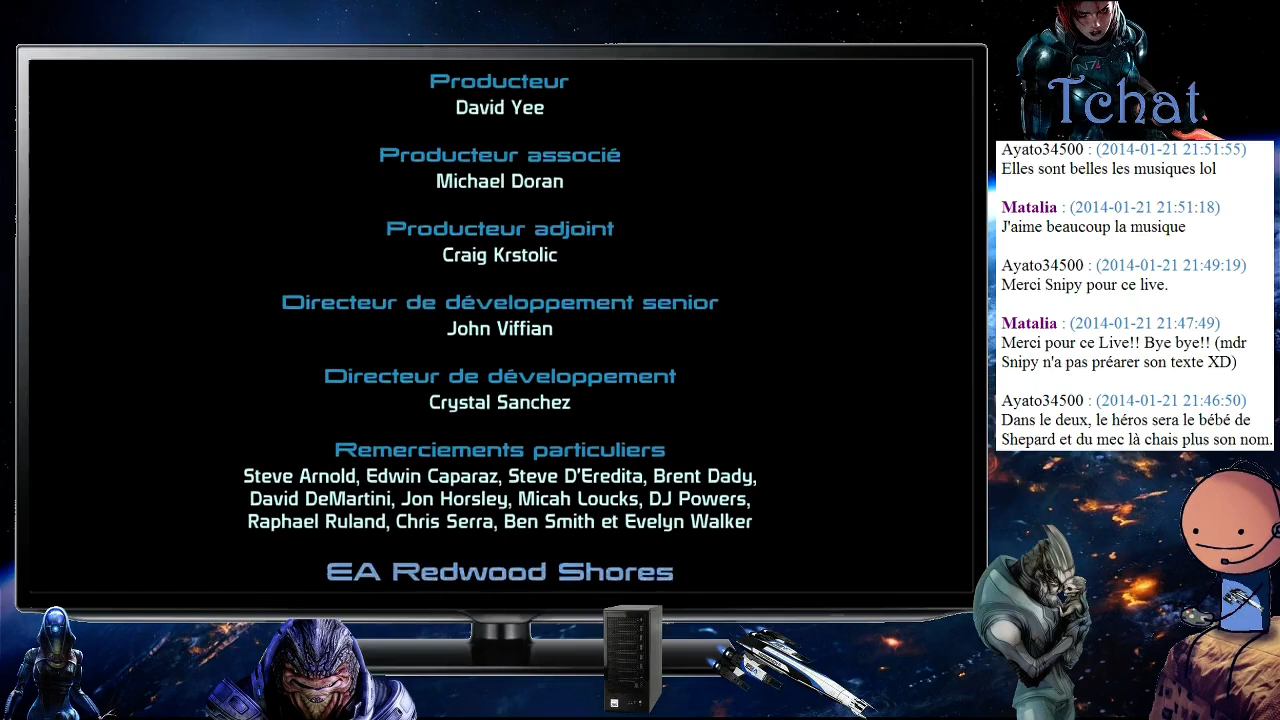 Producteur
David Yee
Producteur associé
Michael Doran
Producteur adjoint
Craig Krstolic
Directeur de développement senior
John Viffian
Directeur de développement
Crystal Sanchez
Remerciements particuliers
Steve Arnold, Edwin Caparaz, Steve D'Eredita, Brent Dady,
David DeMartini, Jon Horsley, Micah Loucks, DJ Powers,
Raphael Ruland, Chris Serra, Ben Smith et Evelyn Walker
EA Redwood Shores
N7
Tchat
Ayato34500 : (2014-01-21 21:51:55)
Elles sont belles les musiques lol
Matalia : (2014-01-21 21:51:18)
J'aime beaucoup la musique
Ayato34500 : (2014-01-21 21:49:19)
Merci Snipy pour ce live.
Matalia : (2014-01-21 21:47:49)
Merci pour ce Live!! Bye bye!! (mdr
Snipy n'a pas préarer son texte XD)
Ayato34500 : (2014-01-21 21:46:50)
Dans le deux, le héros sera le bébé de
Shepard et du mec là chais plus son nom.